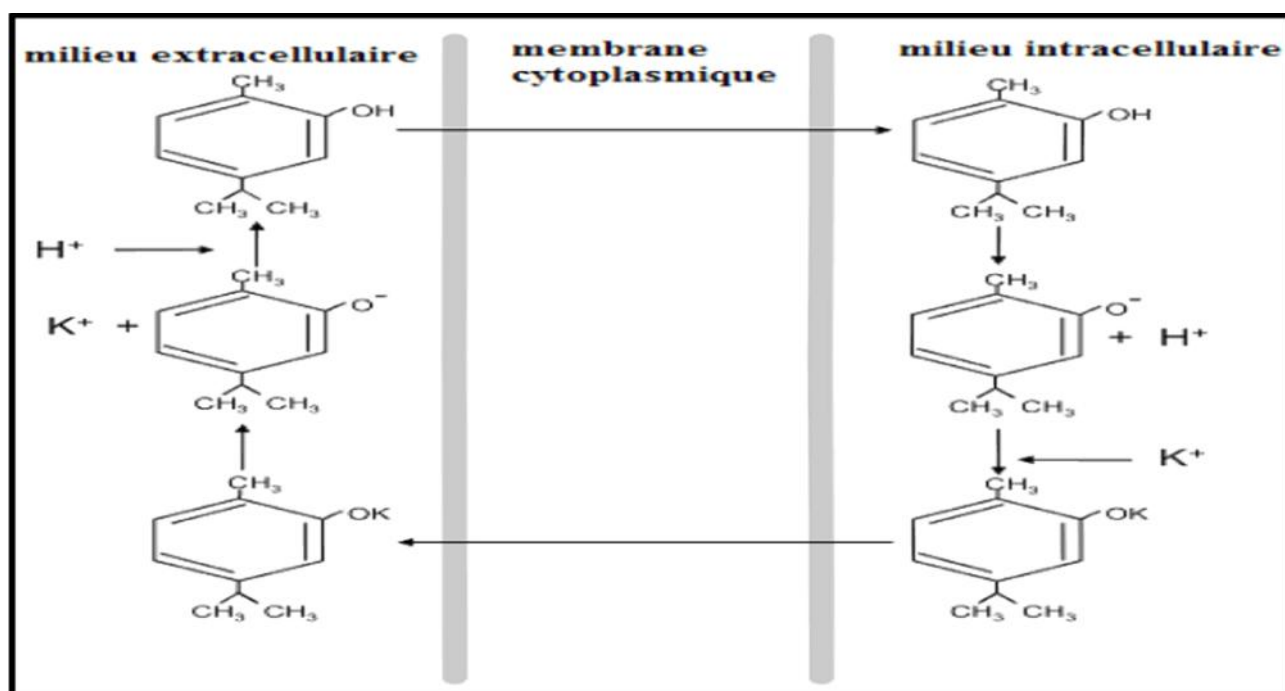 milieu extracellulaire
membrane
cytoplasmique
milieu intracellulaire
CH₃
OH
CH₃ CH₃
H⁺
CH₃
O⁻
K⁺ +
CH₃ CH₃
CH₃
OK
CH₃ CH₃
CH₃
OH
CH₃ CH₃
CH₃
O⁻
+ H⁺
CH₃ CH₃
K⁺
CH₃
OK
CH₃ CH₃